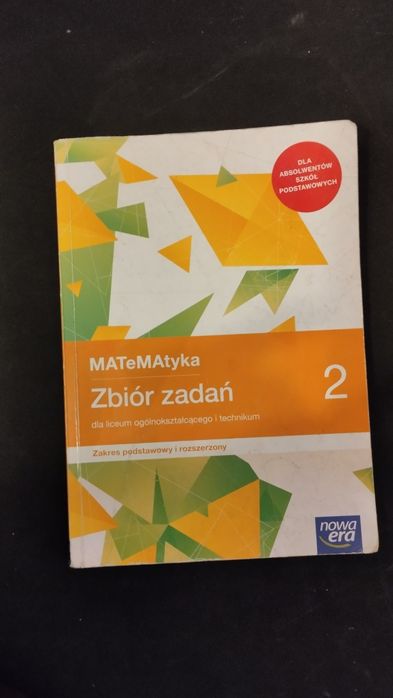 DLA
ABSOLWENTÓW
SZKÓŁ
PODSTAWOWYCH
MATeMAtyka
Zbiór zadań
2
dla liceum ogólnokształcącego i technikum
Zakres podstawowy i rozszerzony
nowa
era